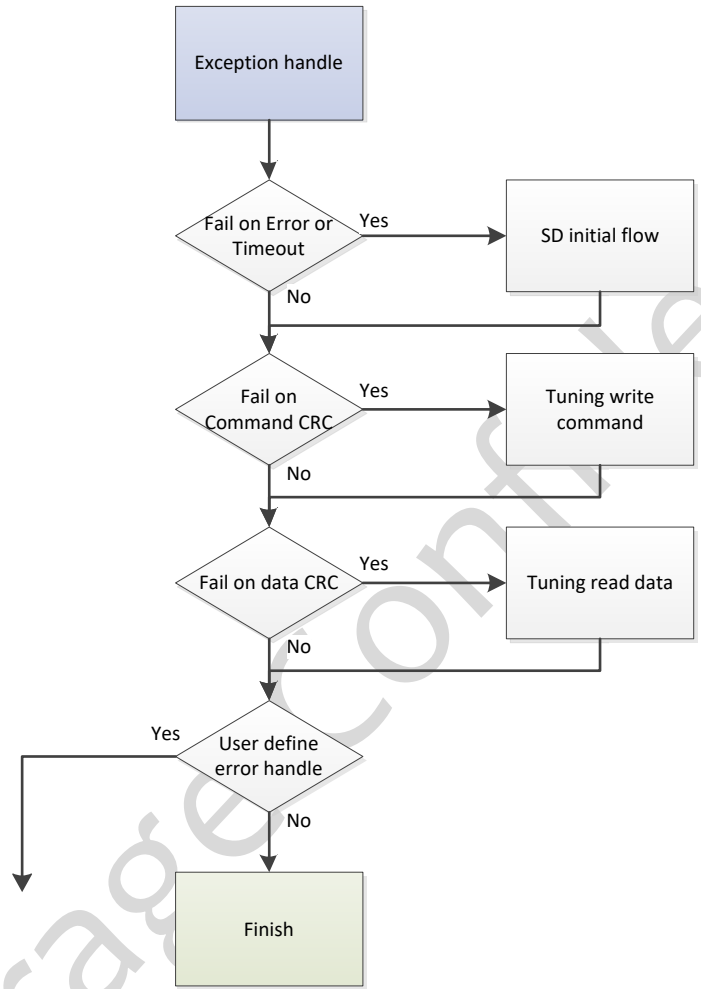 Exception handle
Fail on Error or
Timeout
Yes
SD initial flow
No
Fail on
Command CRC
Yes
Tuning write
command
No
Fail on data CRC
Yes
Tuning read data
No
Yes
User define
error handle
No
Finish